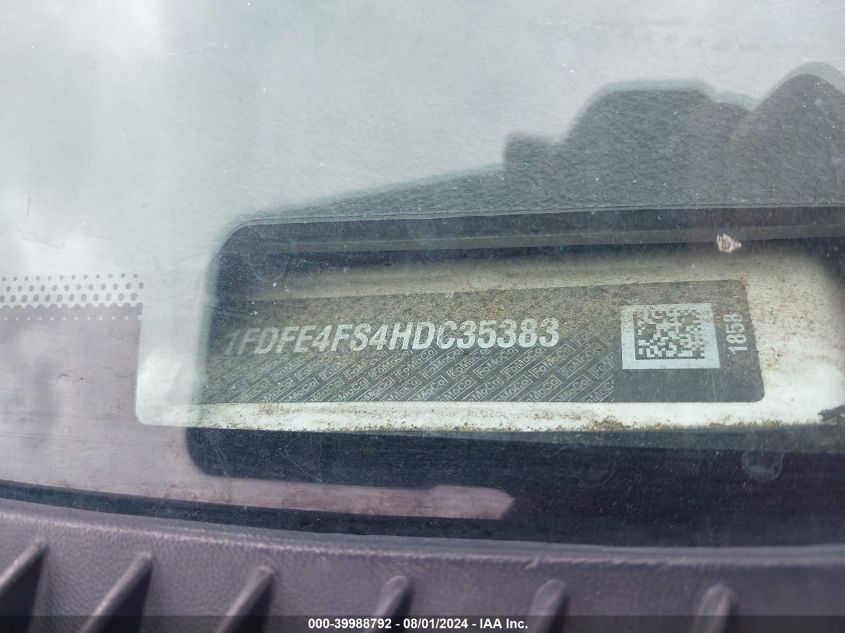 1FDFE4FS4HDC35383
1858
000-39988792 - 08/01/2024 - IAA Inc.